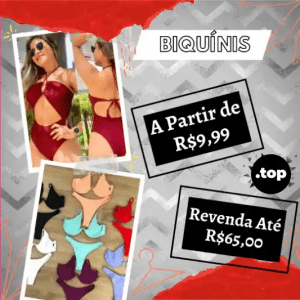 BIQUÍNIS
A Partir de
R$9,99
.top
Revenda Até
R$65,00